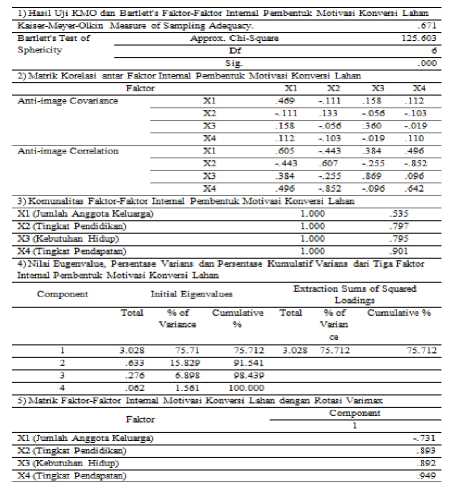 1) Hasil Uji KMO dan Bartlett's Faktor-Faktor Internal Pembentuk Motivasi Konversi Lahan
Kaiser-Meyer-Olkin Measure of Sampling Adequacy. .671
Bartlett's Test of Sphericity Approx. Chi-Square 125.603
Df 6
Sig. .000
2) Matrik Korelasi antar Faktor Internal Pembentuk Motivasi Konversi Lahan
Faktor X1 X2 X3 X4
Anti-image Covariance X1 .469 -.111 .158 .112
X2 -.111 .133 -.056 -.103
X3 .158 -.056 .360 -.019
X4 .112 -.103 -.019 .110
Anti-image Correlation X1 .605 -.443 .384 .496
X2 -.443 .607 -.255 -.852
X3 .384 -.255 .869 .096
X4 .496 -.852 -.096 .642
3) Komunalitas Faktor-Faktor Internal Pembentuk Motivasi Konversi Lahan
X1 (Jumlah Anggota Keluarga) 1.000 .535
X2 (Tingkat Pendidikan) 1.000 .797
X3 (Kebutuhan Hidup) 1.000 .795
X4 (Tingkat Pendapatan) 1.000 .901
4) Nilai Eugenvalue, Persentase Varians dan Persentase Kumulatif Varians dari Tiga Faktor
Internal Pembentuk Motivasi Konversi Lahan
Component Initial Eigenvalues Extraction Sums of Squared Loadings
Total % of Variance Cumulative % Total % of Varian ce Cumulative %
1 3.028 75.71 75.712 3.028 75.712 75.712
2 .633 15.829 91.541
3 .276 6.898 98.439
4 .062 1.561 100.000
5) Matrik Faktor-Faktor Internal Motivasi Konversi Lahan dengan Rotasi Varimax
Faktor Component
1
X1 (Jumlah Anggota Keluarga) -.731
X2 (Tingkat Pendidikan) .893
X3 (Kebutuhan Hidup) .892
X4 (Tingkat Pendapatan) .949